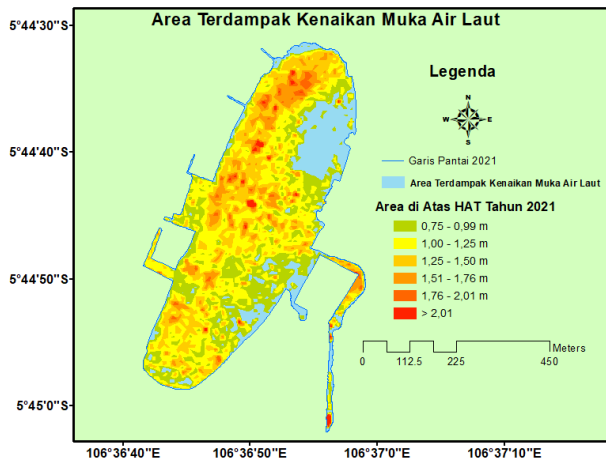 Area Terdampak Kenaikan Muka Air Laut
5°44'30"S
5°44'40"S
5°44'50"S
5°45'0"S
106°36'40"E
106°36'50"E
106°37'0"E
106°37'10"E
Legenda
N
W
E
S
Garis Pantai 2021
Area Terdampak Kenaikan Muka Air Laut
Area di Atas HAT Tahun 2021
0,75 - 0,99 m
1,00 - 1,25 m
1,25 - 1,50 m
1,51 - 1,76 m
1,76 - 2,01 m
> 2,01
Meters
0 112.5 225 450